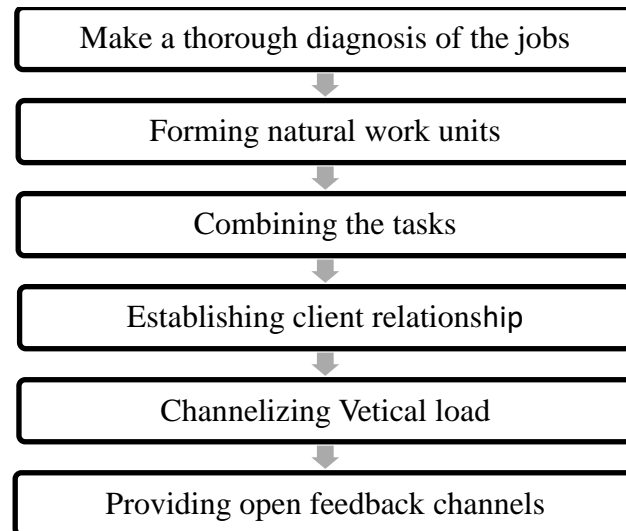 Make a thorough diagnosis of the jobs
Forming natural work units
Combining the tasks
Establishing client relationship
Channelizing Vetical load
Providing open feedback channels